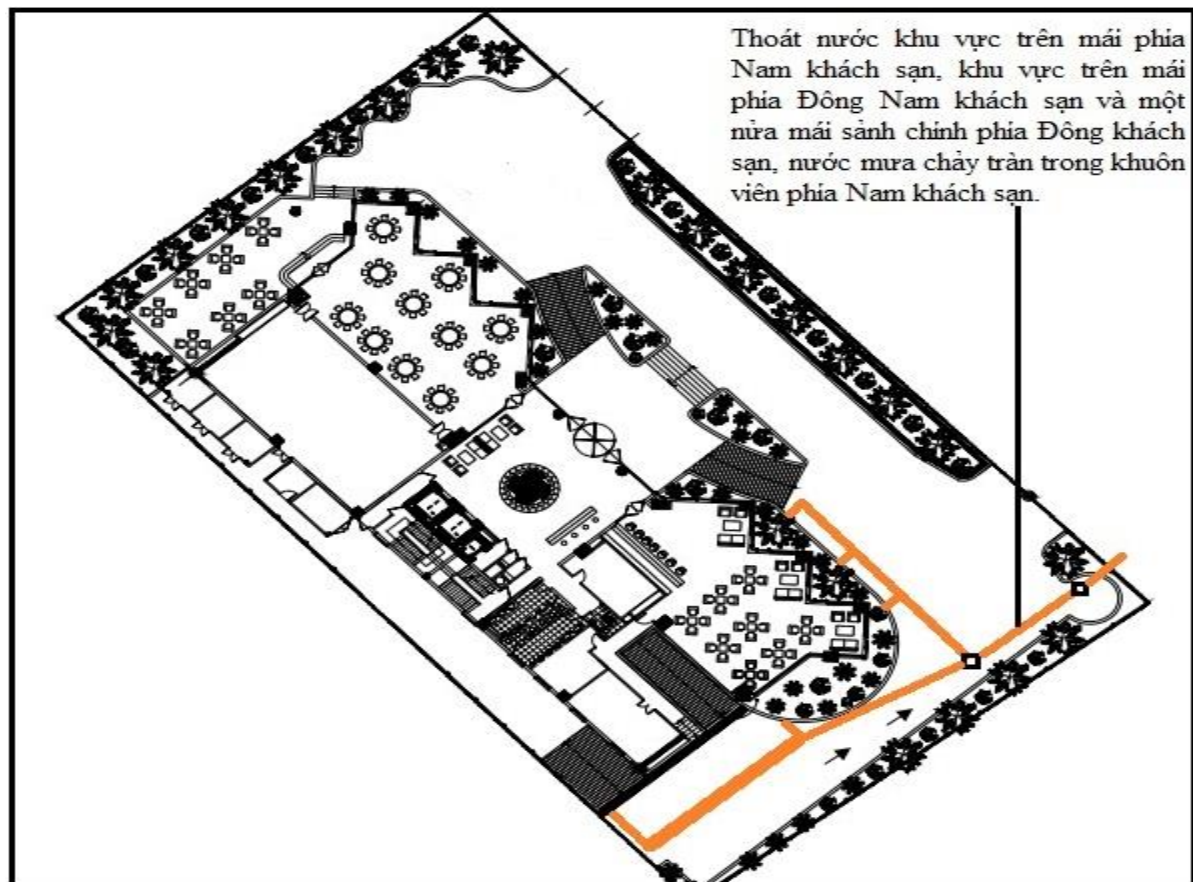 Thoát nước khu vực trên mái phía
Nam khách sạn, khu vực trên mái
phía Đông Nam khách sạn và một
nửa mái sảnh chính phía Đông khách
sạn, nước mưa chảy tràn trong khuôn
viên phía Nam khách sạn.